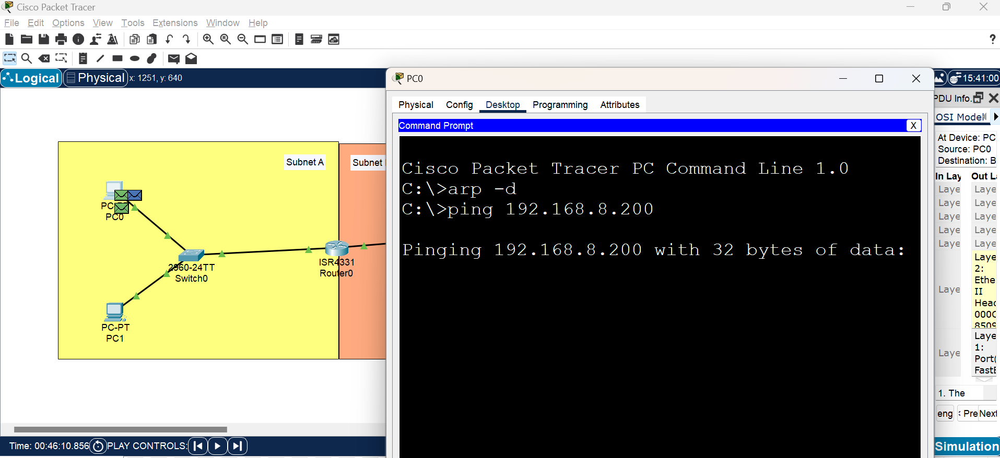 Cisco Packet Tracer
File Edit Options View Tools Extensions Window Help
?
Logical Physical x: 1251, y: 640
15:41:00
PC0
Physical Config Desktop Programming Attributes
Command Prompt X
Cisco Packet Tracer PC Command Line 1.0
C:\>arp -d
C:\>ping 192.168.8.200
Pinging 192.168.8.200 with 32 bytes of data:
Subnet A
Subnet
PC
PC0
2960-24TT
Switch0
ISR4331
Router0
PC-PT
PC1
PDU Info.
OSI Model
At Device: PC
Source: PC0
Destination: B
In Lay Out La
Laye Laye
Laye Laye
Laye Laye
Laye Laye
Laye Laye
Laye
2:
Ethe
Laye II
Head
000C
8509
Laye
1:
Laye Port(
FastE
1. The
eng < Pre Next
Time: 00:46:10.856 PLAY CONTROLS:
Simulation